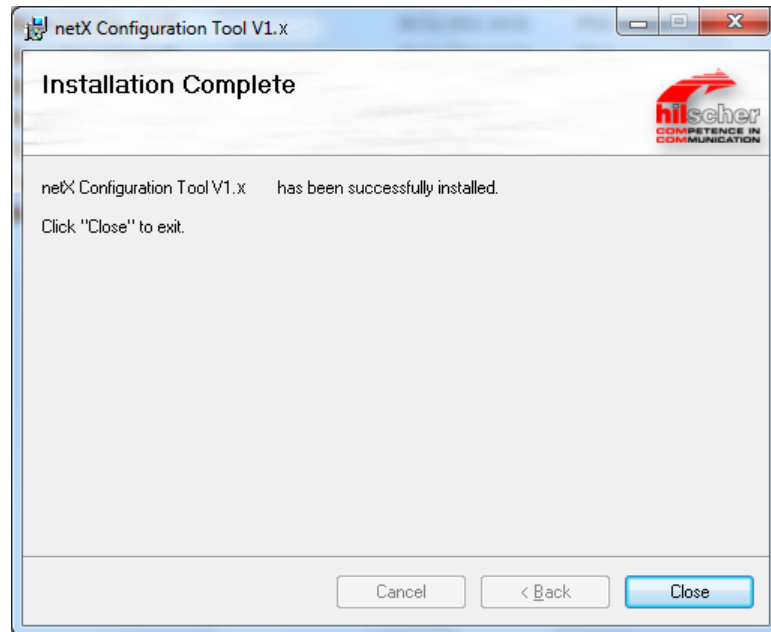 netX Configuration Tool V1.x
Installation Complete
hilscher
COMPETENCE IN
COMMUNICATION
netX Configuration Tool V1.x has been successfully installed.
Click "Close" to exit.
Cancel
< Back
Close